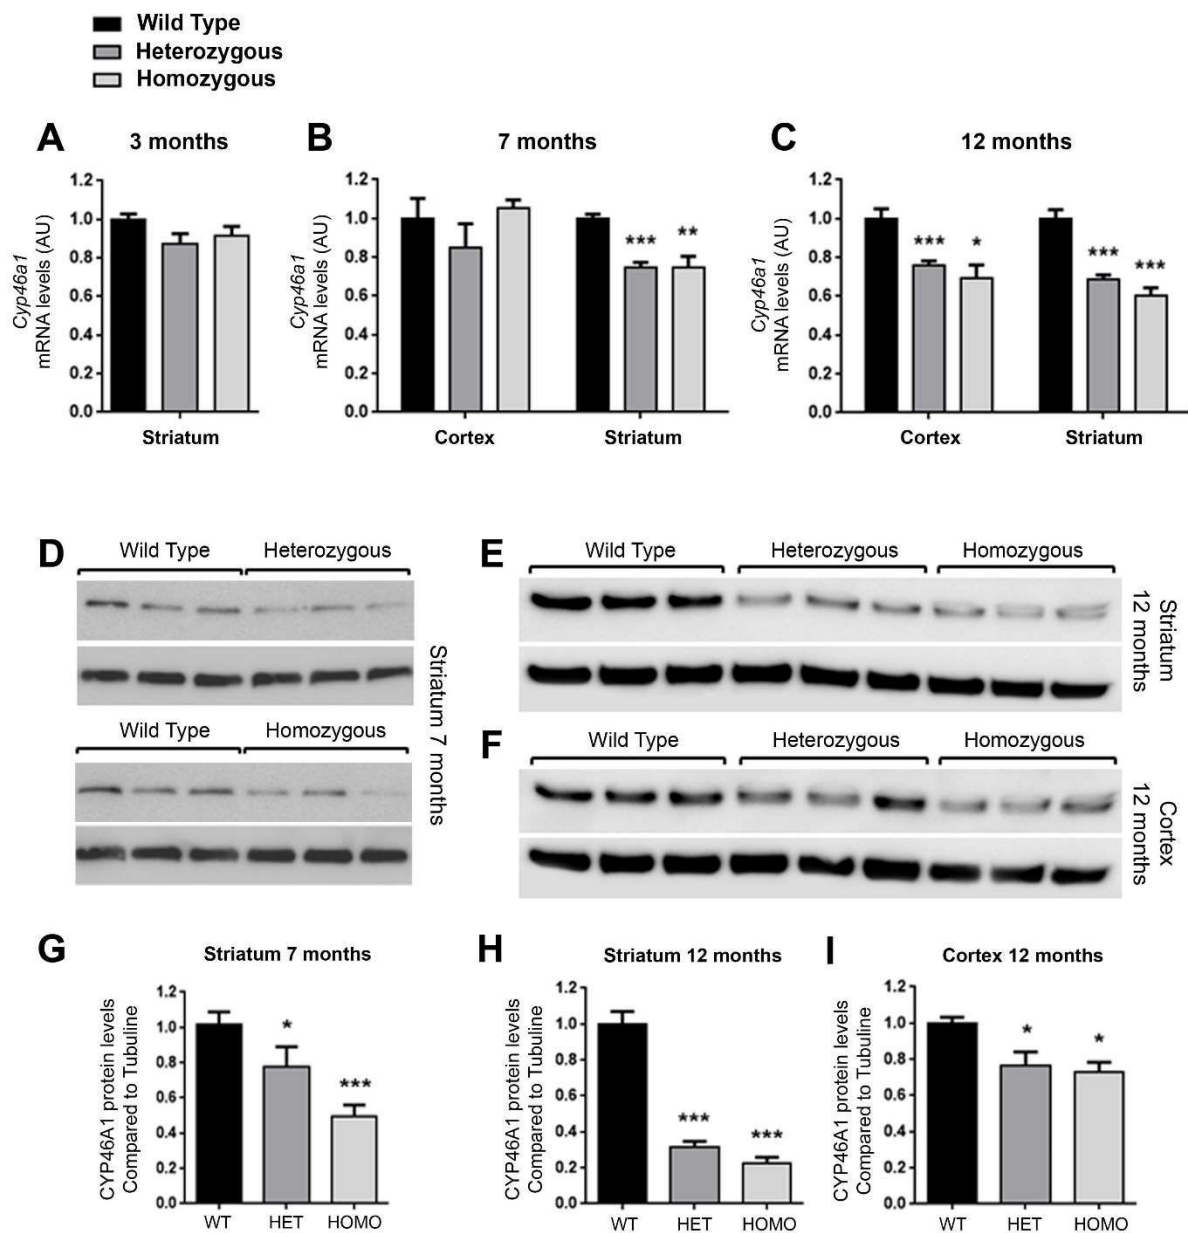 Wild Type
Heterozygous
Homozygous
A
3 months
Cyp46a1
mRNA levels (AU)
1.2
1.0
0.8
0.6
0.4
0.2
0.0
Striatum
B
7 months
Cyp46a1
mRNA levels (AU)
1.2
1.0
0.8
0.6
0.4
0.2
0.0
*** **
Cortex Striatum
C
12 months
Cyp46a1
mRNA levels (AU)
1.2
1.0
0.8
0.6
0.4
0.2
0.0
*** * *** ***
Cortex Striatum
D
Wild Type Heterozygous
Wild Type Homozygous
Striatum 7 months
E
Wild Type Heterozygous Homozygous
Striatum
12 months
F
Wild Type Heterozygous Homozygous
Cortex
12 months
G
Striatum 7 months
CYP46A1 protein levels
Compared to Tubuline
1.2
1.0
0.8
0.6
0.4
0.2
0.0
* ***
WT HET HOMO
H
Striatum 12 months
CYP46A1 protein levels
Compared to Tubuline
1.2
1.0
0.8
0.6
0.4
0.2
0.0
*** ***
WT HET HOMO
I
Cortex 12 months
CYP46A1 protein levels
Compared to Tubuline
1.2
1.0
0.8
0.6
0.4
0.2
0.0
* *
WT HET HOMO